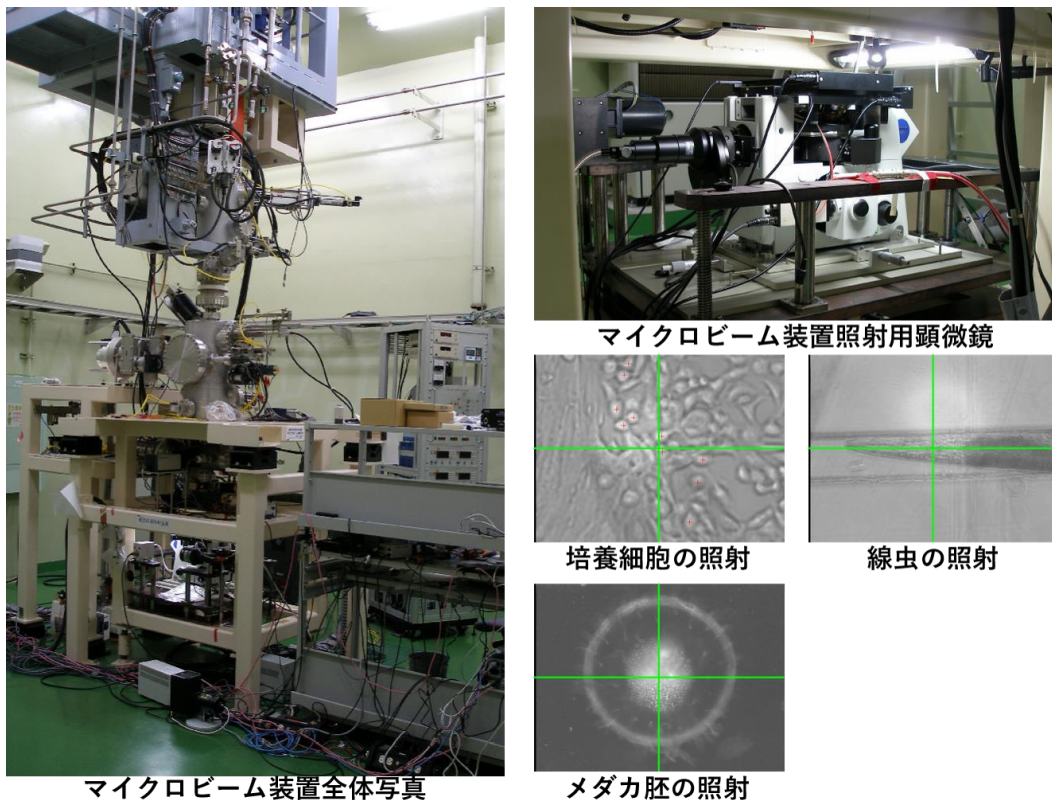 マイクロビーム装置照射用顕微鏡
培養細胞の照射
線虫の照射
メダカ胚の照射
マイクロビーム装置全体写真